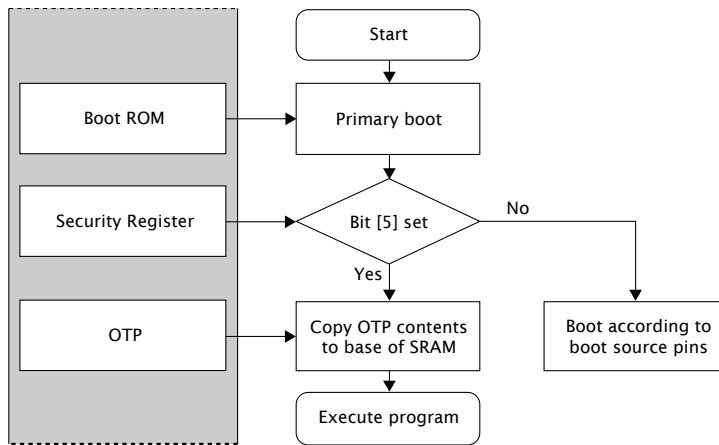 Start
Boot ROM
Primary boot
Security Register
Bit [5] set
No
Yes
OTP
Copy OTP contents
to base of SRAM
Boot according to
boot source pins
Execute program